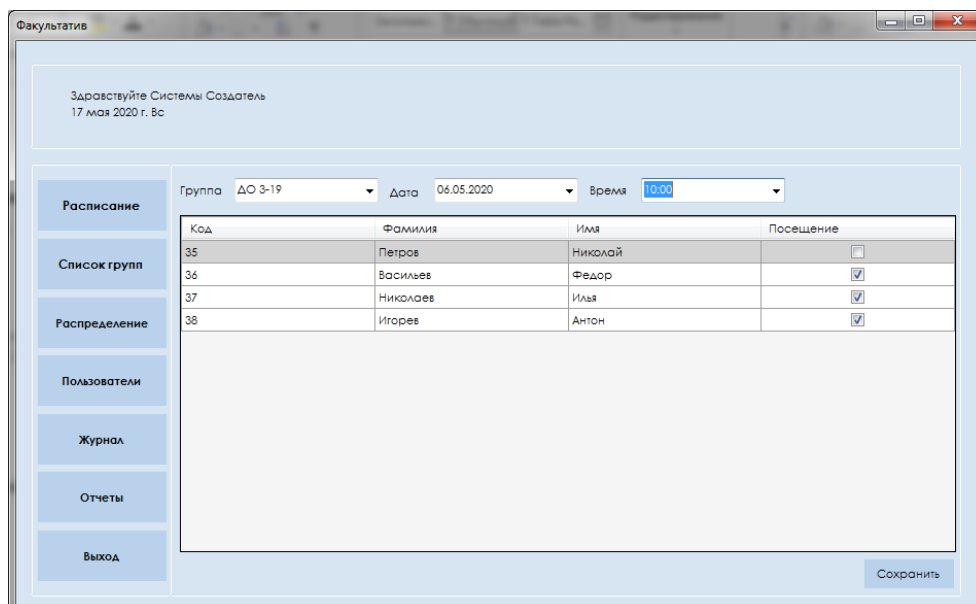 Факультатив
Здравствуйте Системы Создатель
17 мая 2020 г. Вс
Расписание
Список групп
Распределение
Пользователи
Журнал
Отчеты
Выход
Группа ДО 3-19 Дата 06.05.2020 Время 10:00
Код Фамилия Имя Посещение
35 Петров Николай
36 Васильев Федор
37 Николаев Илья
38 Игорев Антон
Сохранить